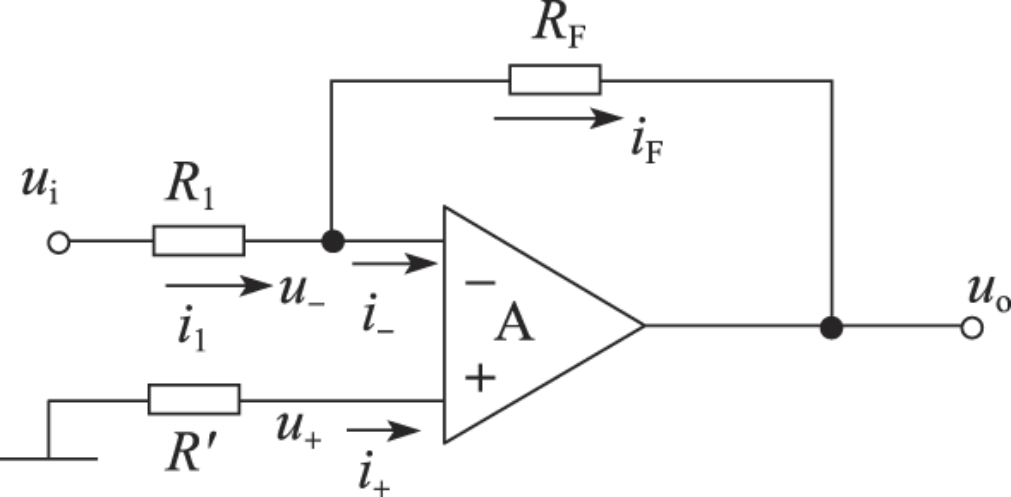 R_F
i_F
u_i
R_1
i_1
u_−
i_−
−
A
+
u_o
R′
u_+
i_+